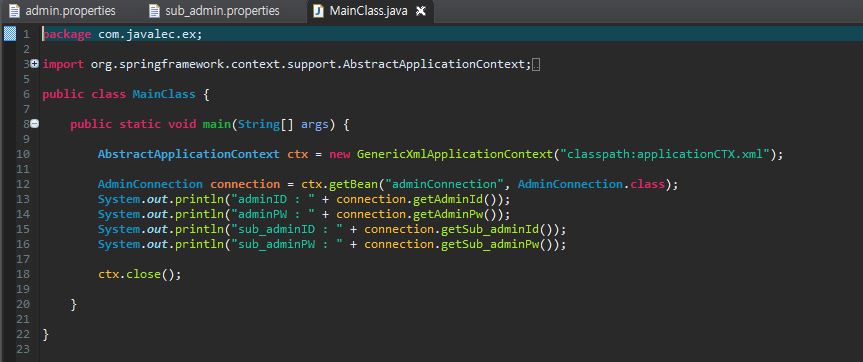 admin.properties sub_admin.properties MainClass.java
1 package com.javalec.ex;
2
3 import org.springframework.context.support.AbstractApplicationContext;
5
6 public class MainClass {
7
8 public static void main(String[] args) {
9
10 AbstractApplicationContext ctx = new GenericXmlApplicationContext("classpath:applicationCTX.xml");
11
12 AdminConnection connection = ctx.getBean("adminConnection", AdminConnection.class);
13 System.out.println("adminID : " + connection.getAdminId());
14 System.out.println("adminPW : " + connection.getAdminPw());
15 System.out.println("sub_adminID : " + connection.getSub_adminId());
16 System.out.println("sub_adminPW : " + connection.getSub_adminPw());
17
18 ctx.close();
19
20 }
21
22 }
23